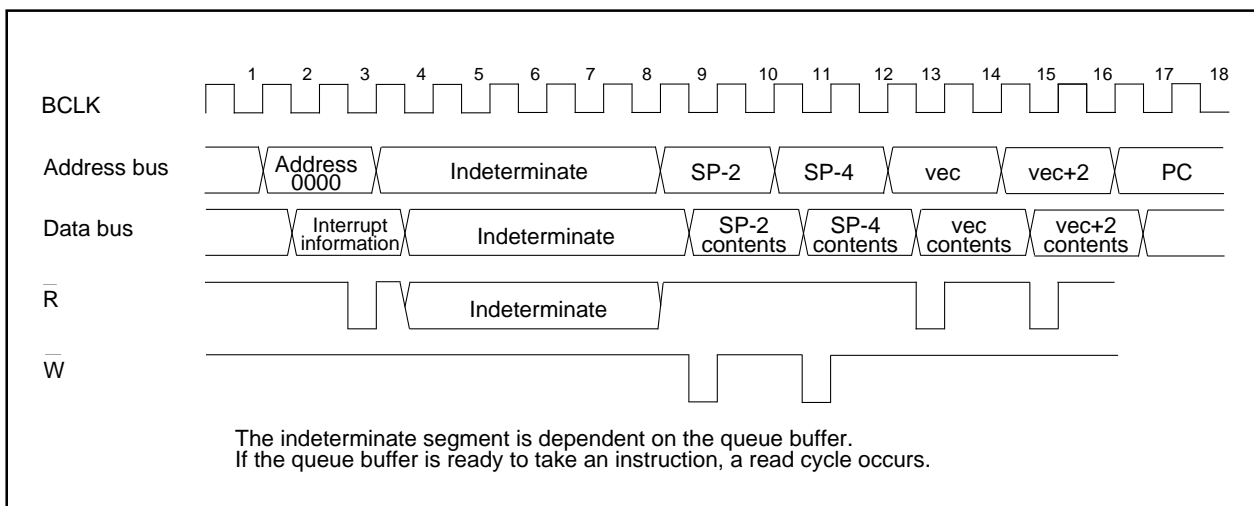 1 2 3 4 5 6 7 8 9 10 11 12 13 14 15 16 17 18
BCLK
Address bus
Address
0000
Indeterminate
SP-2
SP-4
vec
vec+2
PC
Data bus
Interrupt
information
Indeterminate
SP-2
contents
SP-4
contents
vec
contents
vec+2
contents
R
Indeterminate
W
The indeterminate segment is dependent on the queue buffer.
If the queue buffer is ready to take an instruction, a read cycle occurs.